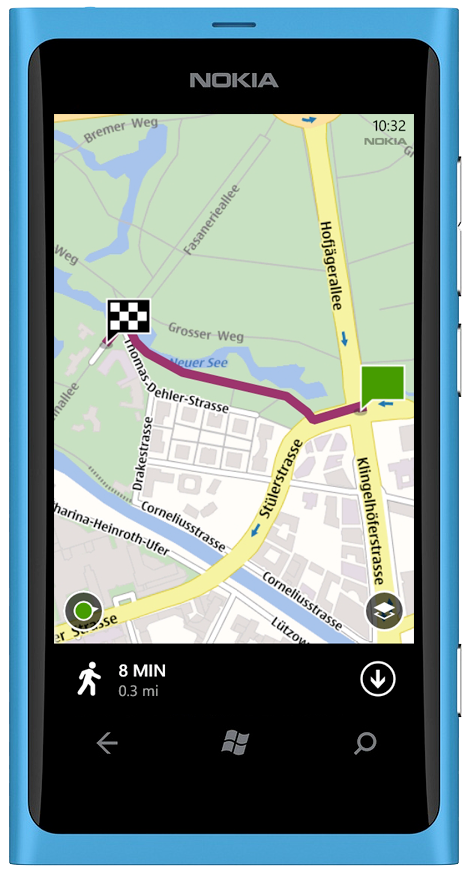 NOKIA
10:32
NOKIA
Bremer Weg
Fasanerieallee
Hofjägerallee
Weg
Grosser Weg
Neuer See
Thomas-Dehler-Strasse
Drakestrasse
Stülerstrasse
Klingelhöferstrasse
Corneliusstrasse
harina-Heinroth-Ufer
Corneliusstrasse
Lützow
er Strasse
8 MIN
0.3 mi